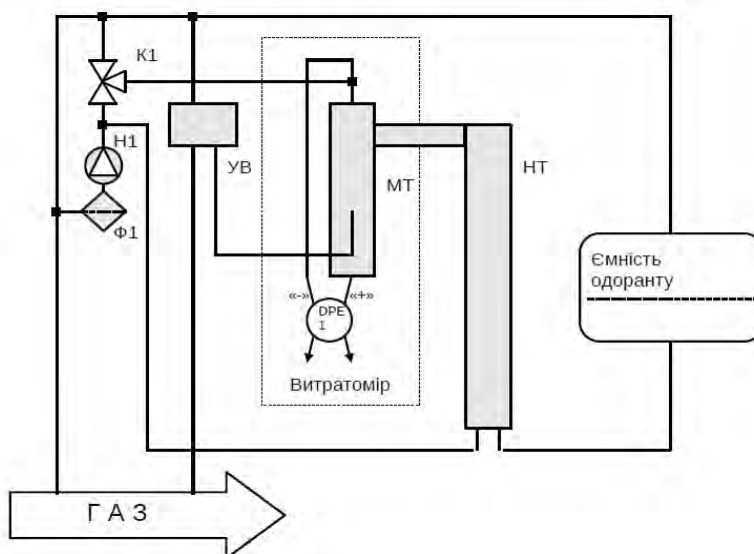 К1
Н1
УВ
МТ
НТ
Ф1
Ємність
одоранту
«-»
«+»
DPE
1
Витратомір
Г А З